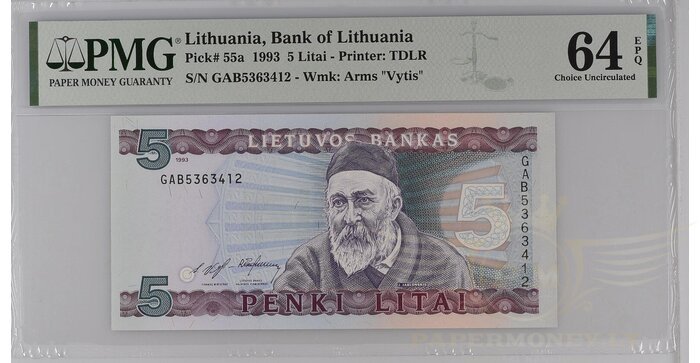 PMG®
PAPER MONEY GUARANTY
Lithuania, Bank of Lithuania
Pick# 55a 1993 5 Litai - Printer: TDLR
S/N GAB5363412 - Wmk: Arms "Vytis"
64 EPQ
Choice Uncirculated
5
LIETUVOS BANKAS
1993
GAB5363412
5
GAB5363412
5
J. JABLONSKIS
PENKI LITAI